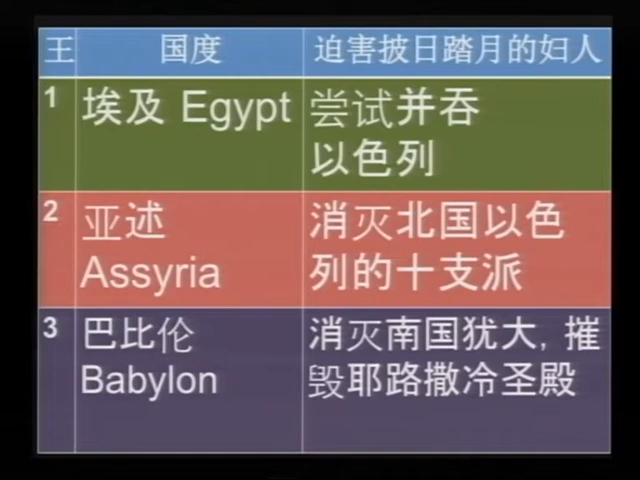 王 国度 迫害披日踏月的妇人
1 埃及 Egypt 尝试并吞
以色列
2 亚述 消灭北国以色
Assyria 列的十支派
3 巴比伦 消灭南国犹大, 摧
Babylon 毁耶路撒冷圣殿